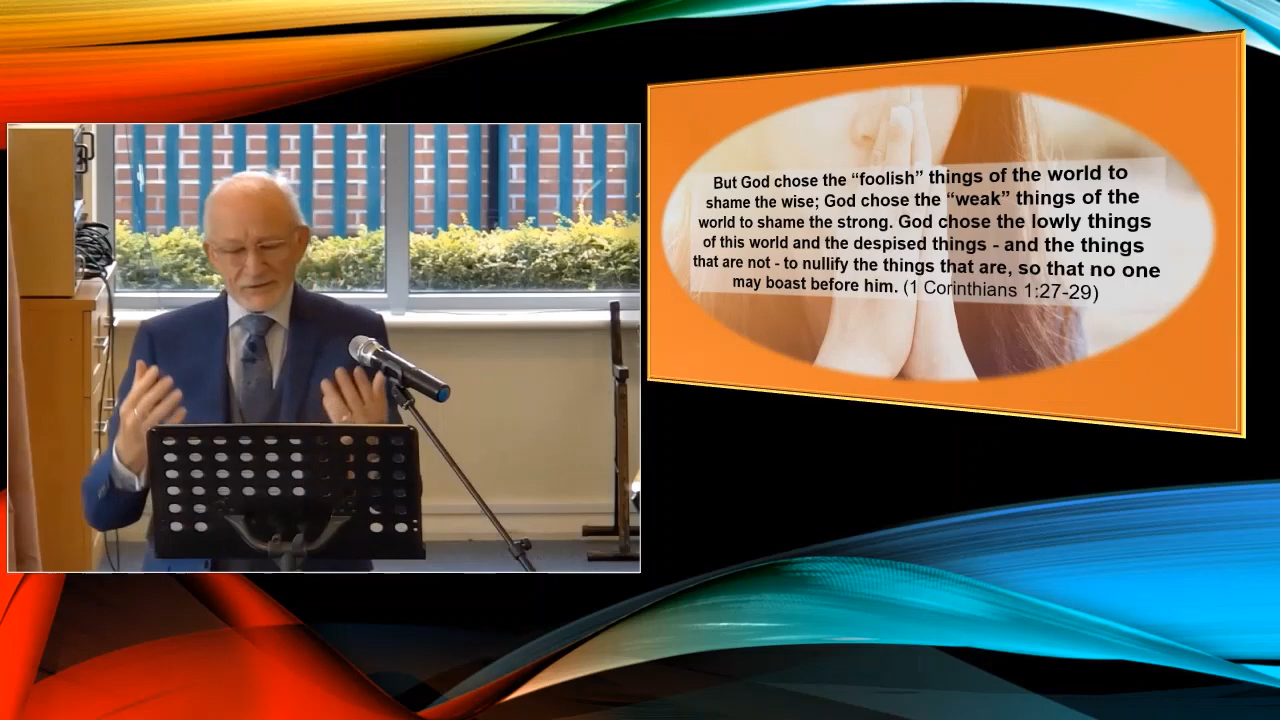 But God chose the “foolish” things of the world to
shame the wise; God chose the “weak” things of the
world to shame the strong. God chose the lowly things
of this world and the despised things - and the things
that are not - to nullify the things that are, so that no one
may boast before him. (1 Corinthians 1:27-29)